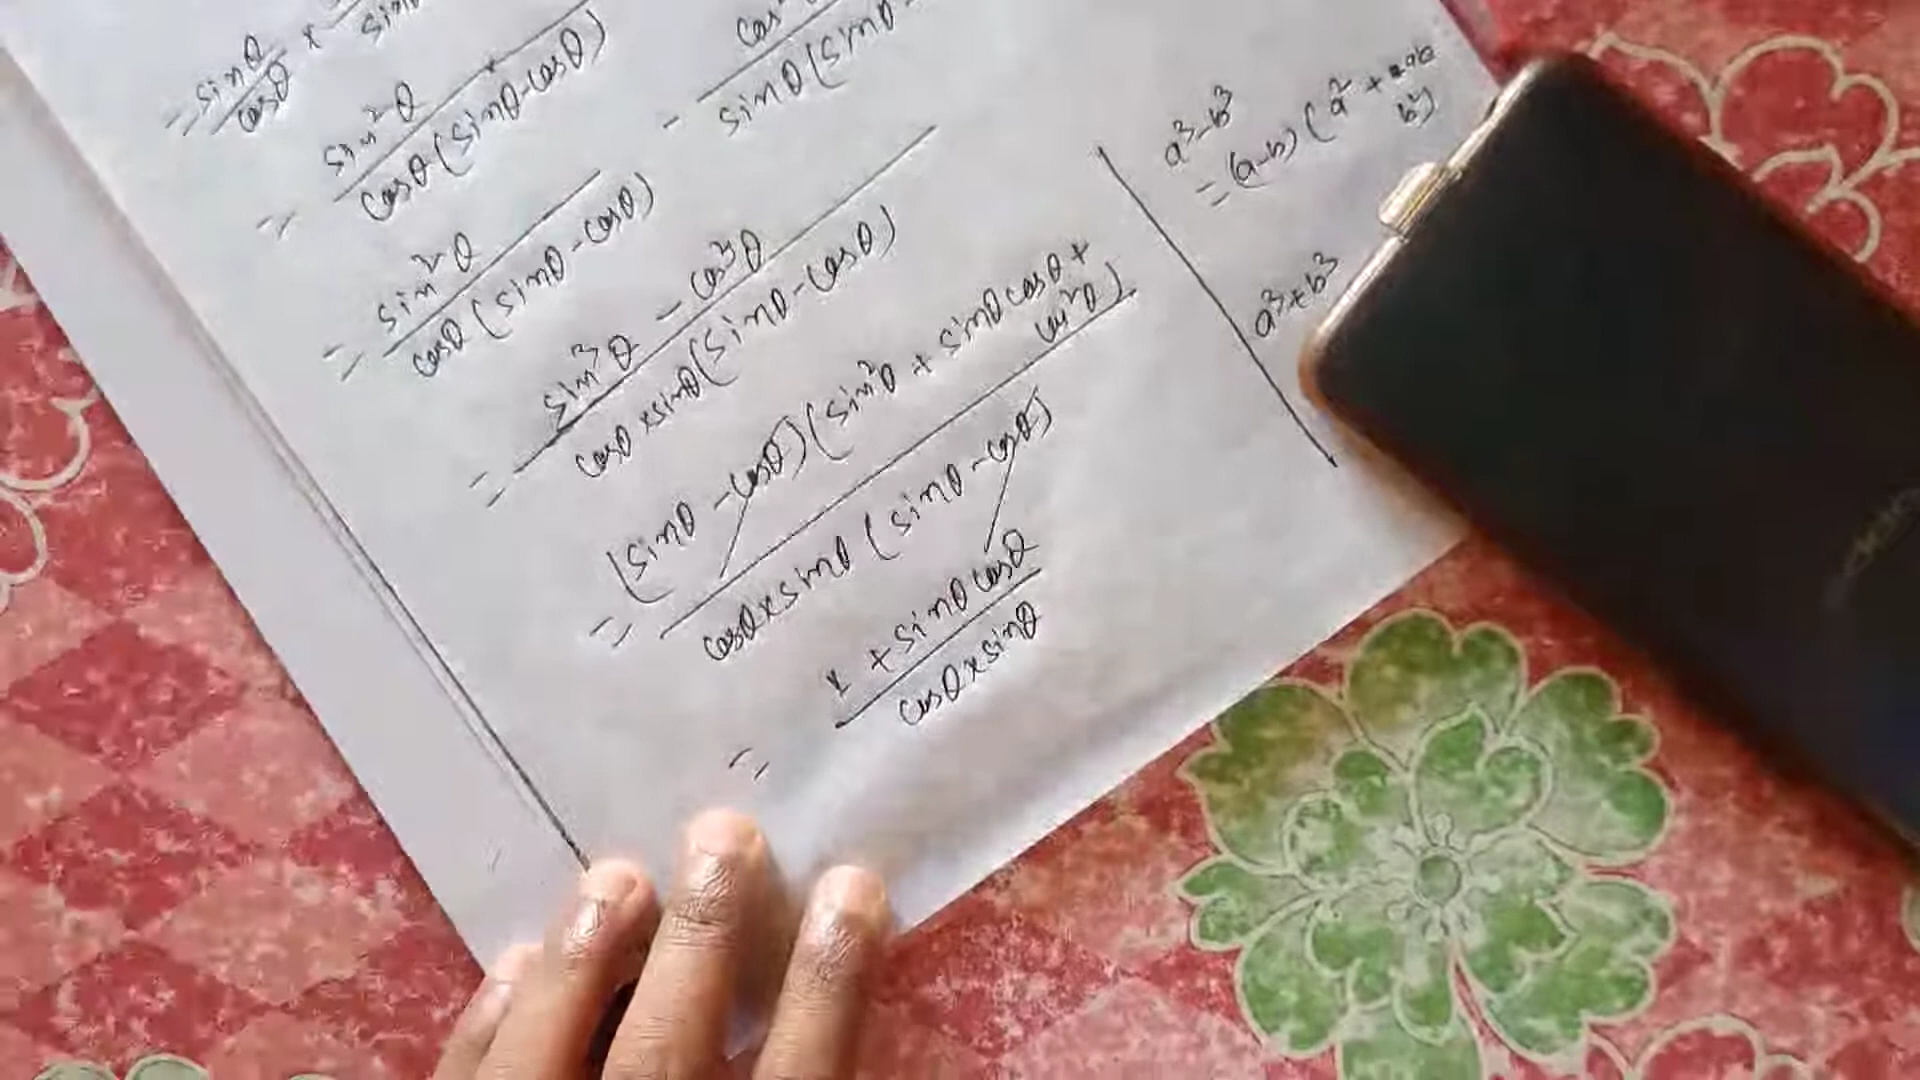 = sinθ/cosθ ×
= sin²θ/cosθ(sinθ-cosθ) -
cos²
sinθ(sinθ-
= sin²θ/cosθ(sinθ-cosθ)
= sin³θ - cos³θ/cosθ×sinθ(sinθ-cosθ)
= (sinθ-cosθ)(sin²θ + sinθcosθ +
cos²θ)
cosθ×sinθ(sinθ-cosθ)
= 1 + sinθcosθ/cosθ×sinθ
a³-b³
= (a-b)(a² + ab
b²)
a³+b³